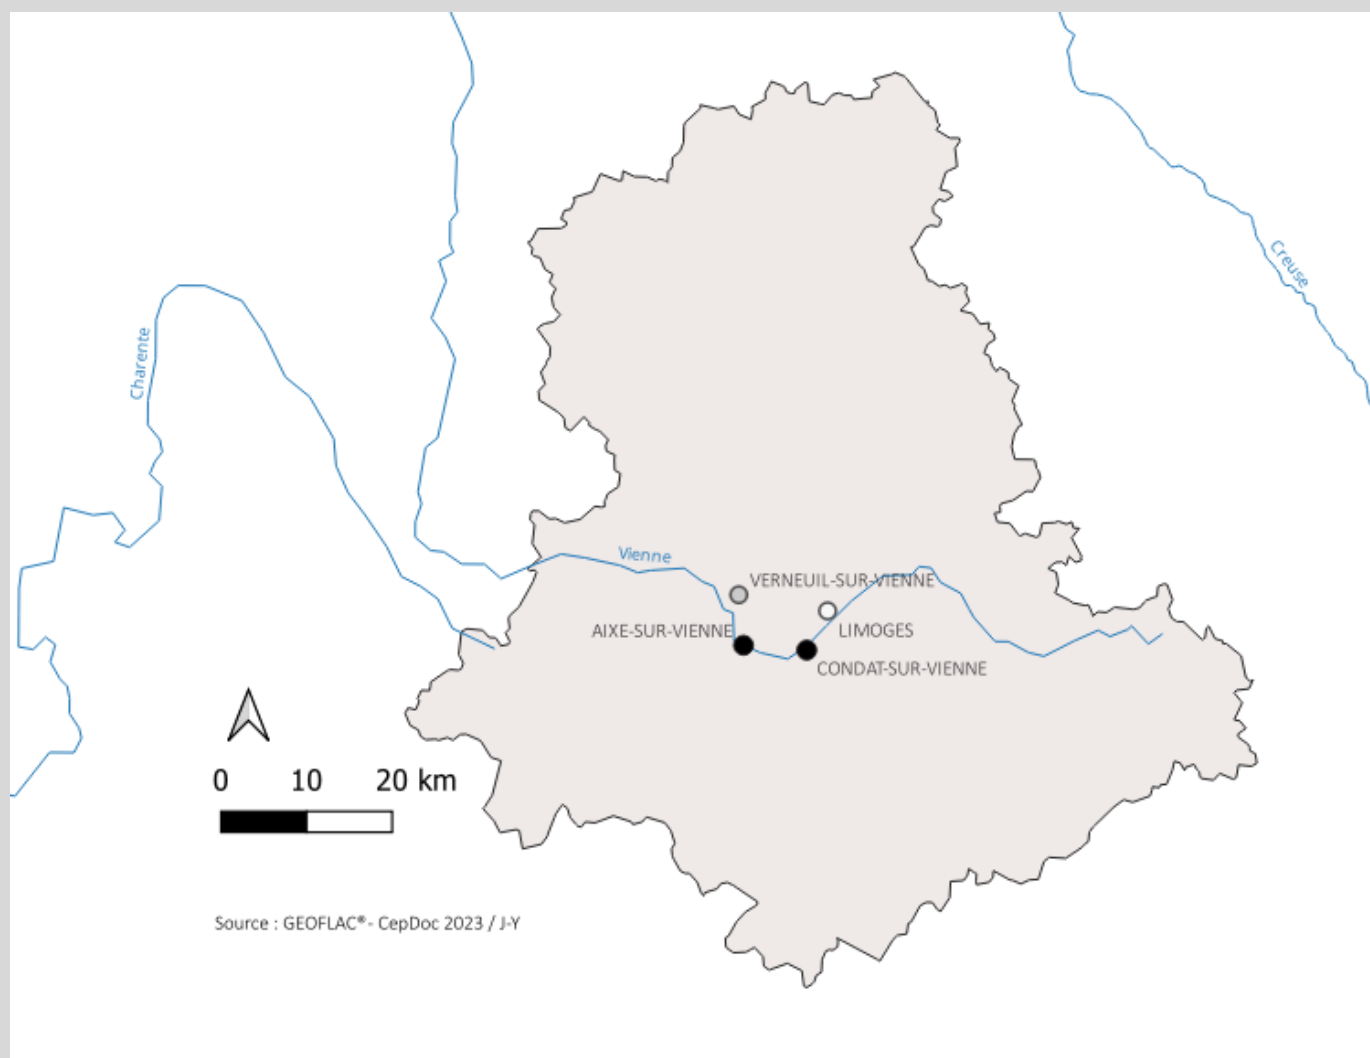 Creuse
Charente
Vienne
VERNEUIL-SUR-VIENNE
AIXE-SUR-VIENNE
LIMOGES
CONDAT-SUR-VIENNE
0 10 20 km
Source : GEOFLAC® - CepDoc 2023 / J-Y